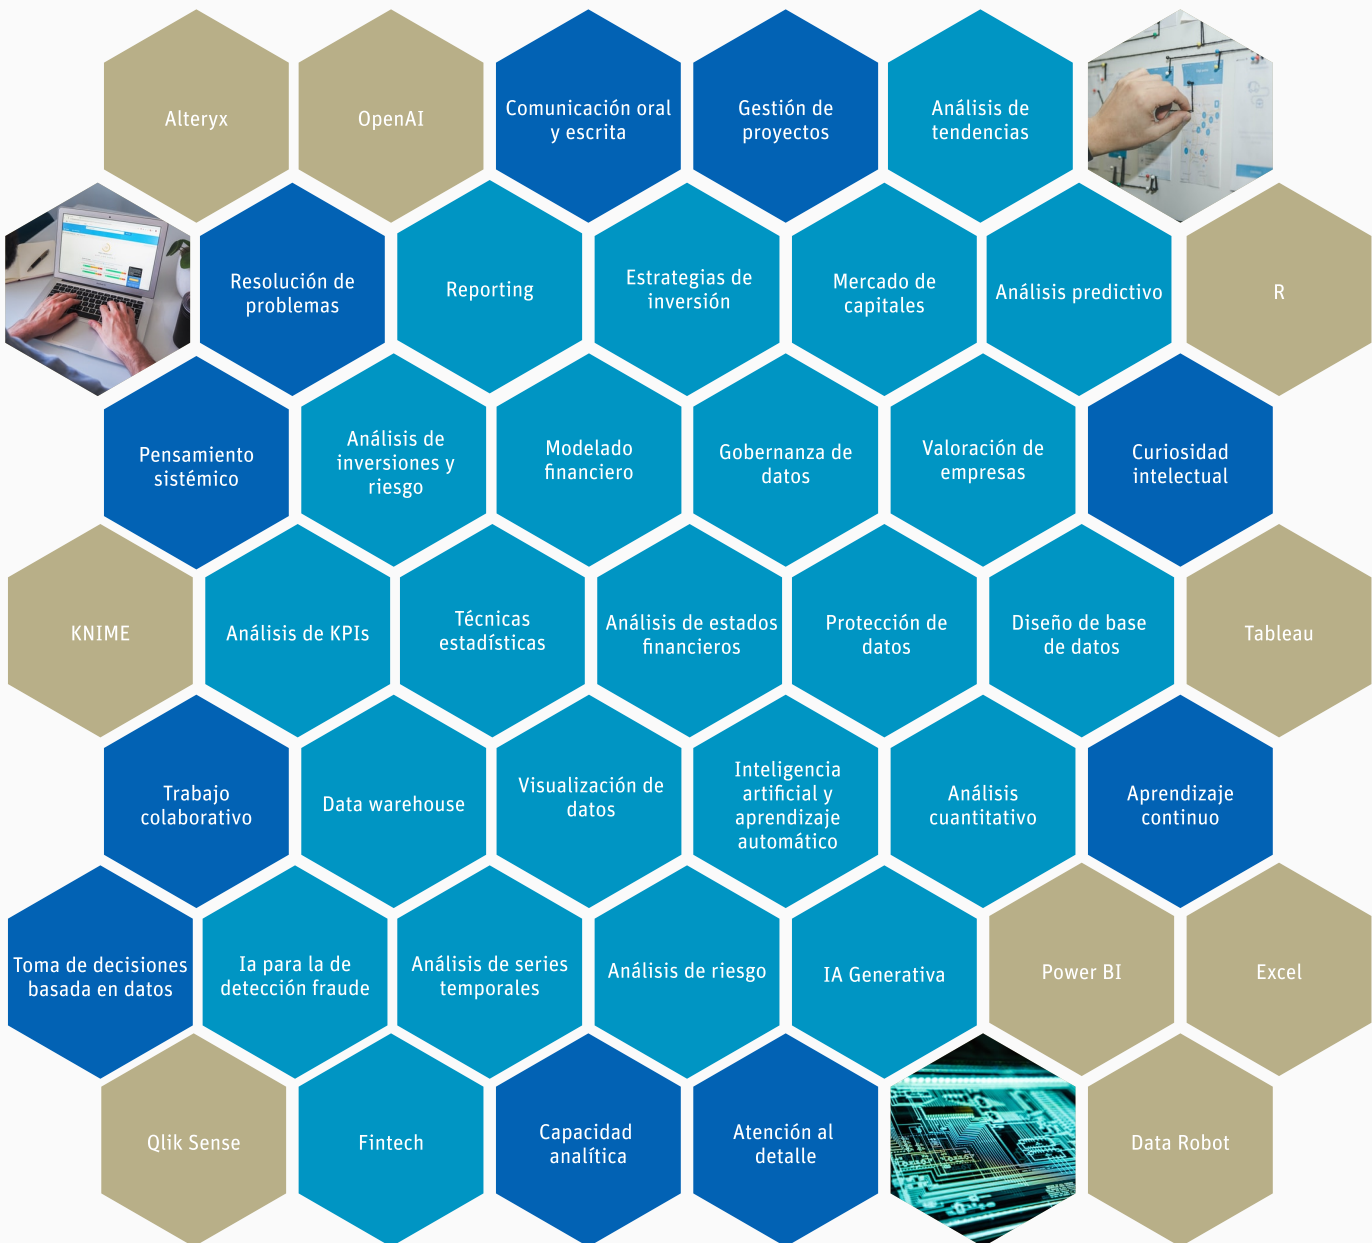 Alteryx
OpenAI
Comunicación oral
y escrita
Gestión de
proyectos
Análisis de
tendencias
Resolución de
problemas
Reporting
Estrategias de
inversión
Mercado de
capitales
Análisis predictivo
R
Pensamiento
sistémico
Análisis de
inversiones y
riesgo
Modelado
financiero
Gobernanza de
datos
Valoración de
empresas
Curiosidad
intelectual
KNIME
Análisis de KPIs
Técnicas
estadísticas
Análisis de estados
financieros
Protección de
datos
Diseño de base
de datos
Tableau
Trabajo
colaborativo
Data warehouse
Visualización de
datos
Inteligencia
artificial y
aprendizaje
automático
Análisis
cuantitativo
Aprendizaje
continuo
Toma de decisiones
basada en datos
Ia para la de
detección fraude
Análisis de series
temporales
Análisis de riesgo
IA Generativa
Power BI
Excel
Qlik Sense
Fintech
Capacidad
analítica
Atención al
detalle
Data Robot